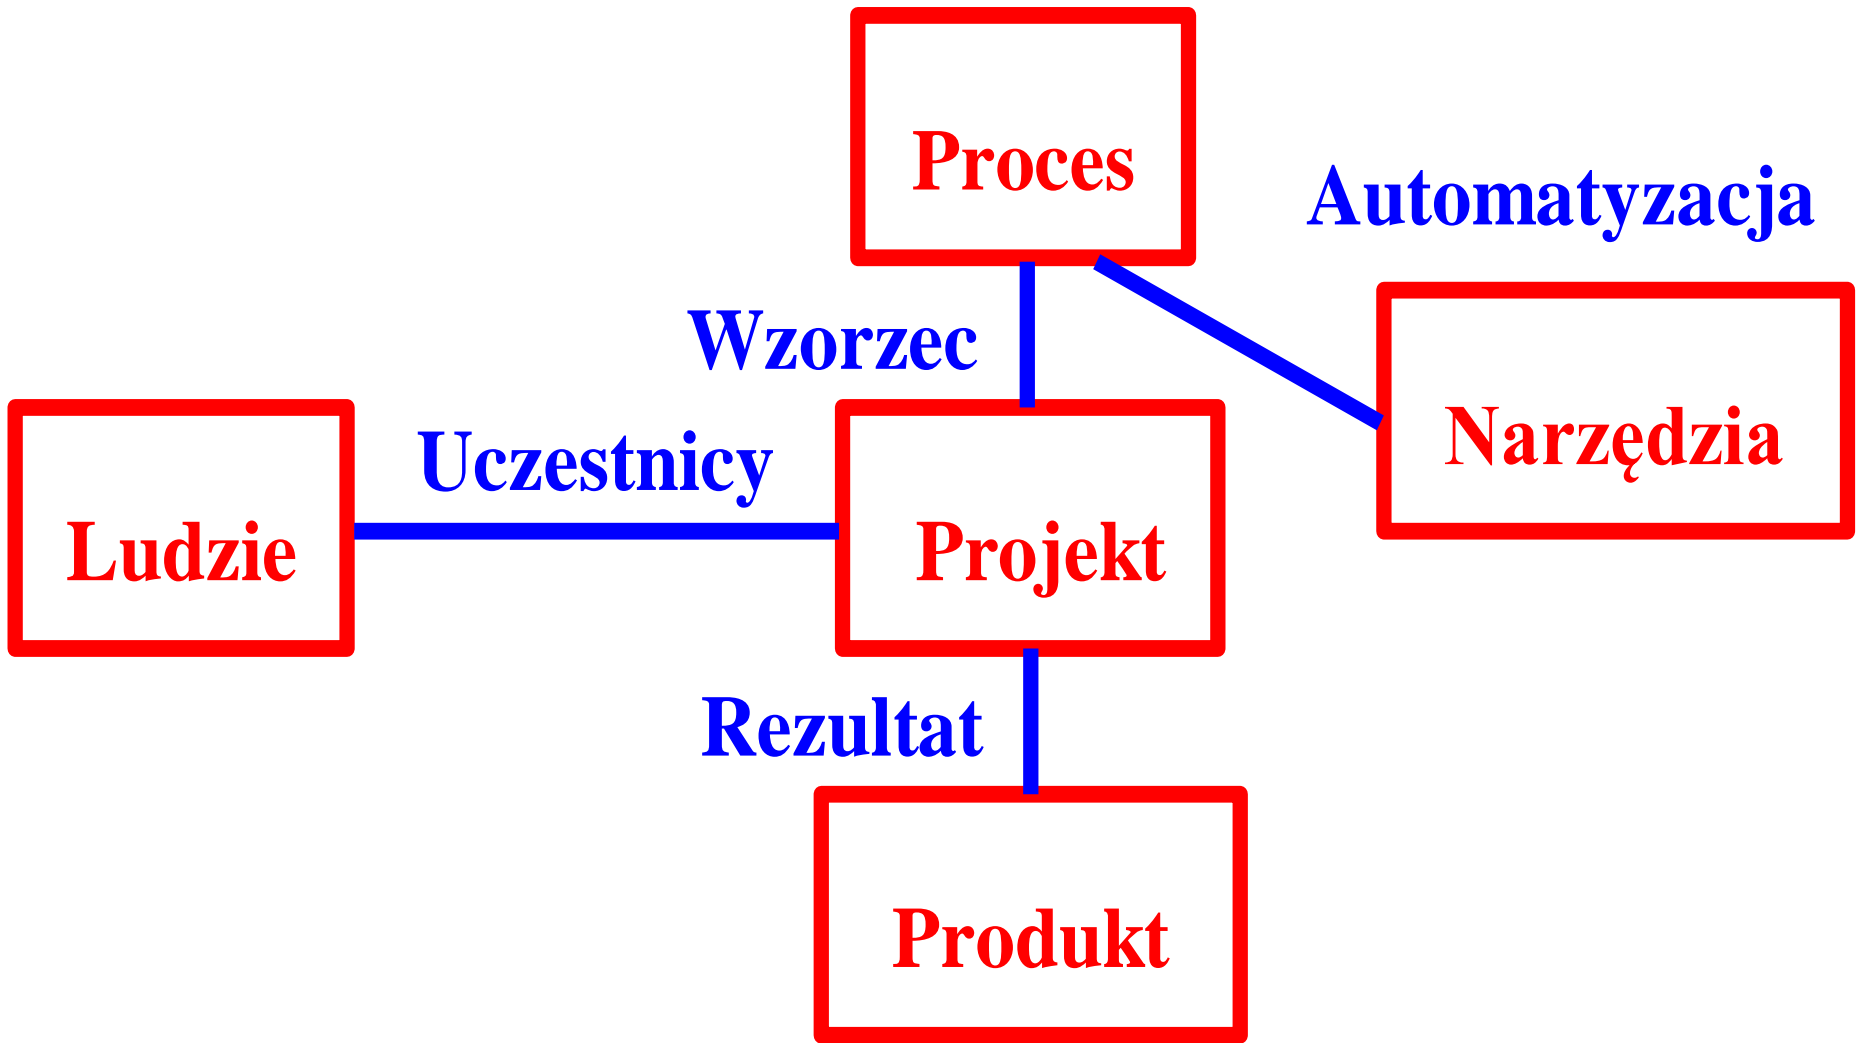 Proces
Automatyzacja
Wzorzec
Narzędzia
Uczestnicy
Ludzie
Projekt
Rezultat
Produkt